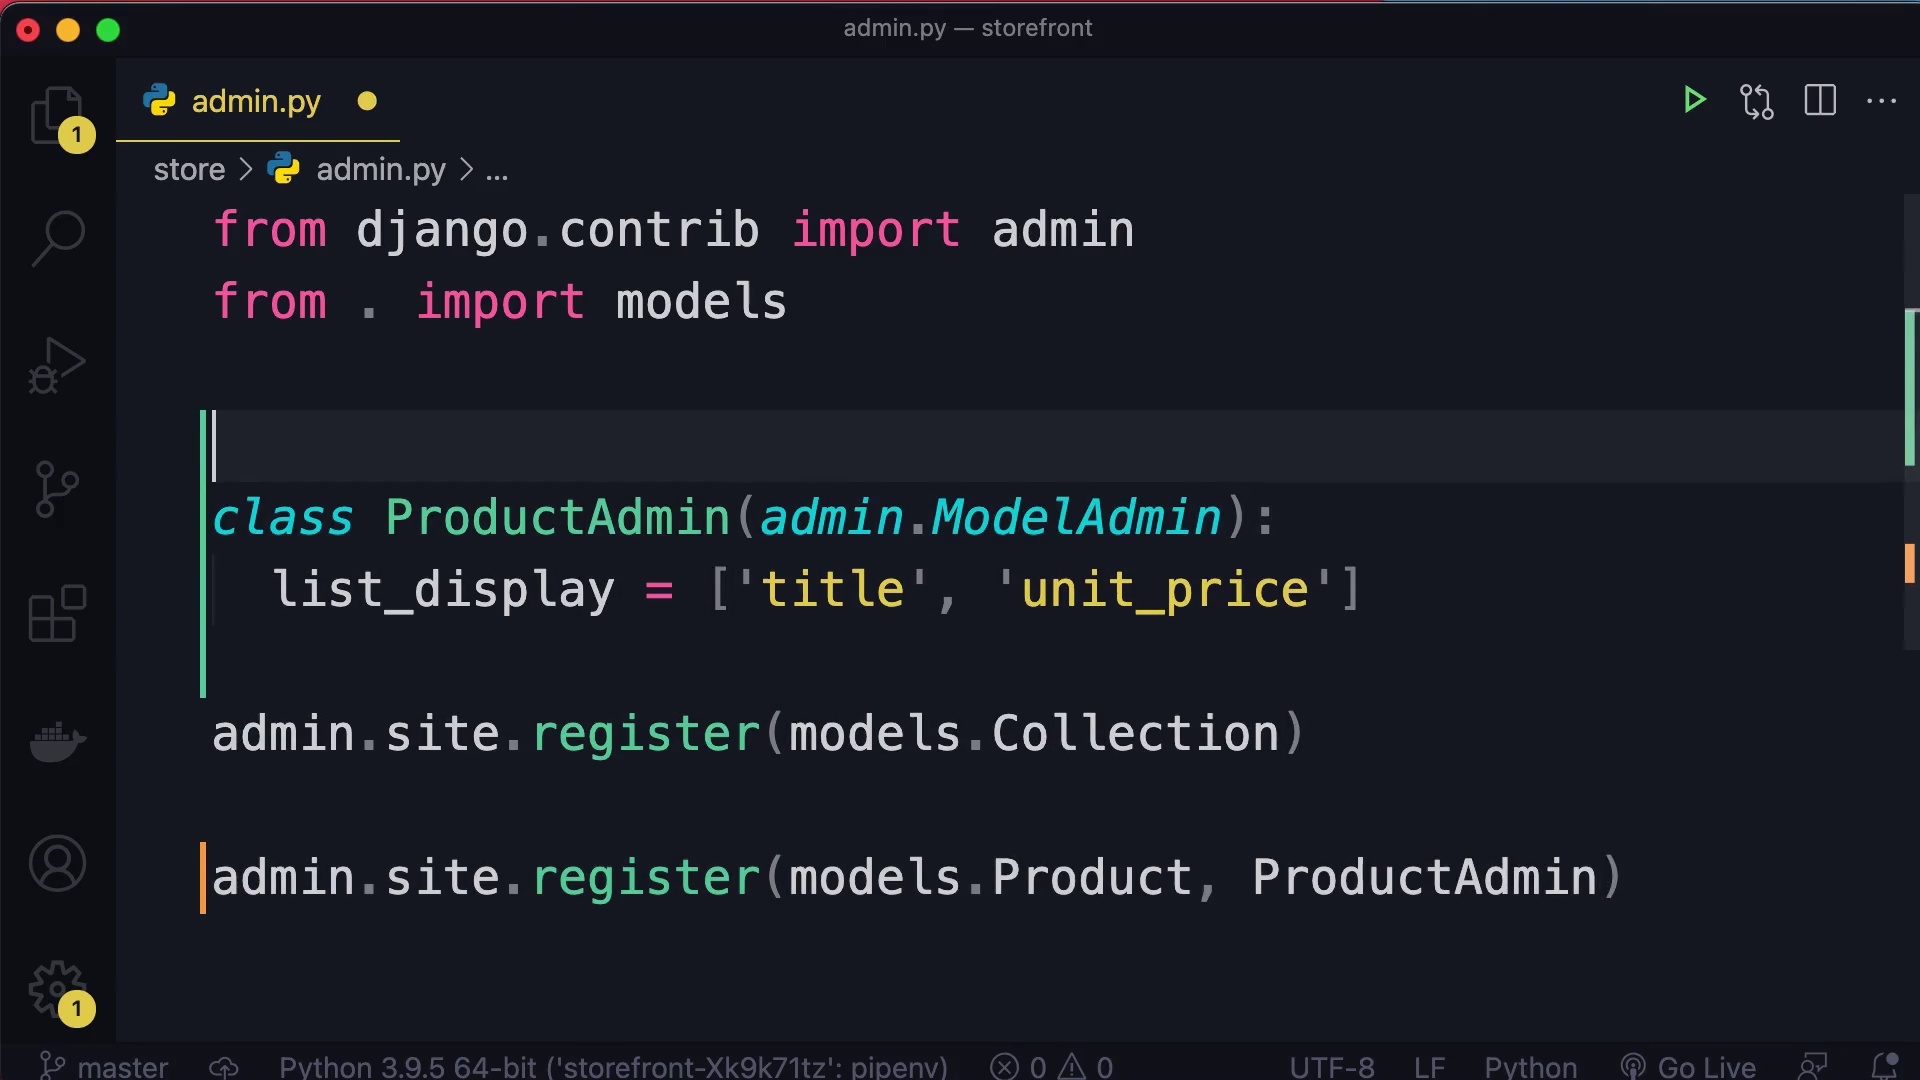 admin.py — storefront
admin.py
1
store > admin.py > ...
from django.contrib import admin
from . import models
class ProductAdmin(admin.ModelAdmin):
list_display = ['title', 'unit_price']
admin.site.register(models.Collection)
admin.site.register(models.Product, ProductAdmin)
1
master Python 3.9.5 64-bit ('storefront-Xk9k71tz': pipenv) 0 0 UTF-8 LF Python Go Live